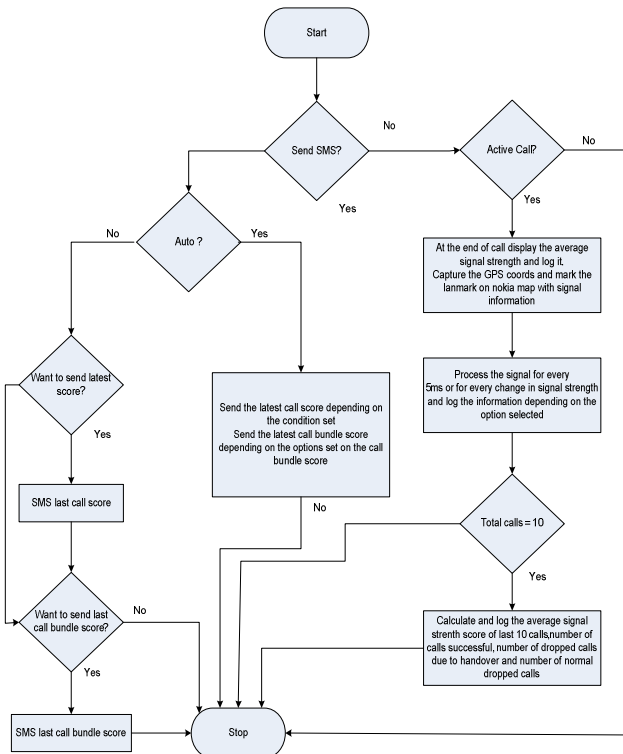 Start
Send SMS?
No
Active Call?
No
Yes
Yes
No
Auto ?
Yes
At the end of call display the average
signal strength and log it.
Capture the GPS coords and mark the
lanmark on nokia map with signal
information
Want to send latest
score?
Yes
Send the latest call score depending on
the condition set
Send the latest call bundle score
depending on the options set on the call
bundle score
Process the signal for every
5ms or for every change in signal strength
and log the information depending on the
option selected
SMS last call score
No
Total calls = 10
Yes
Want to send last
call bundle score?
No
Yes
Calculate and log the average signal
strenth score of last 10 calls,number of
calls successful, number of dropped calls
due to handover and number of normal
dropped calls
SMS last call bundle score
Stop